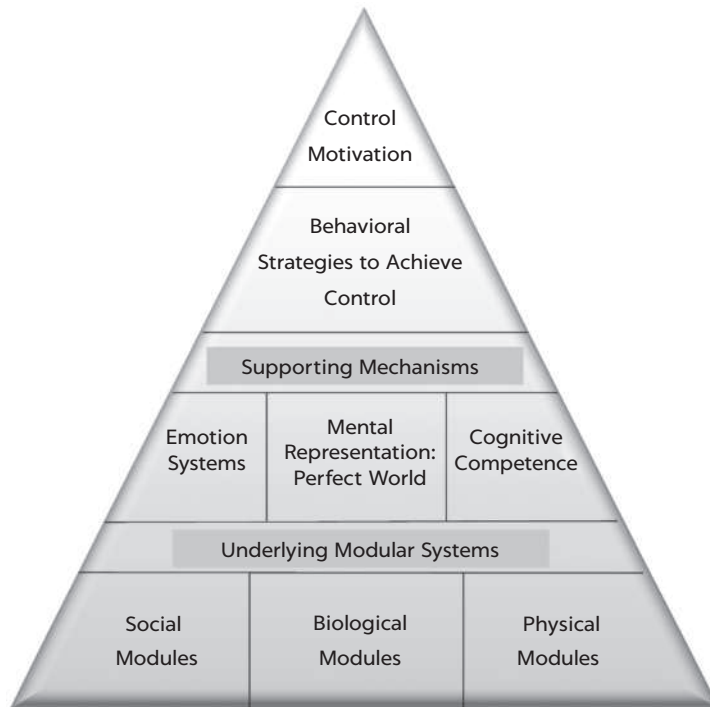 Control
Motivation
Behavioral
Strategies to Achieve
Control
Supporting Mechanisms
Emotion
Systems
Mental
Representation:
Perfect World
Cognitive
Competence
Underlying Modular Systems
Social
Modules
Biological
Modules
Physical
Modules